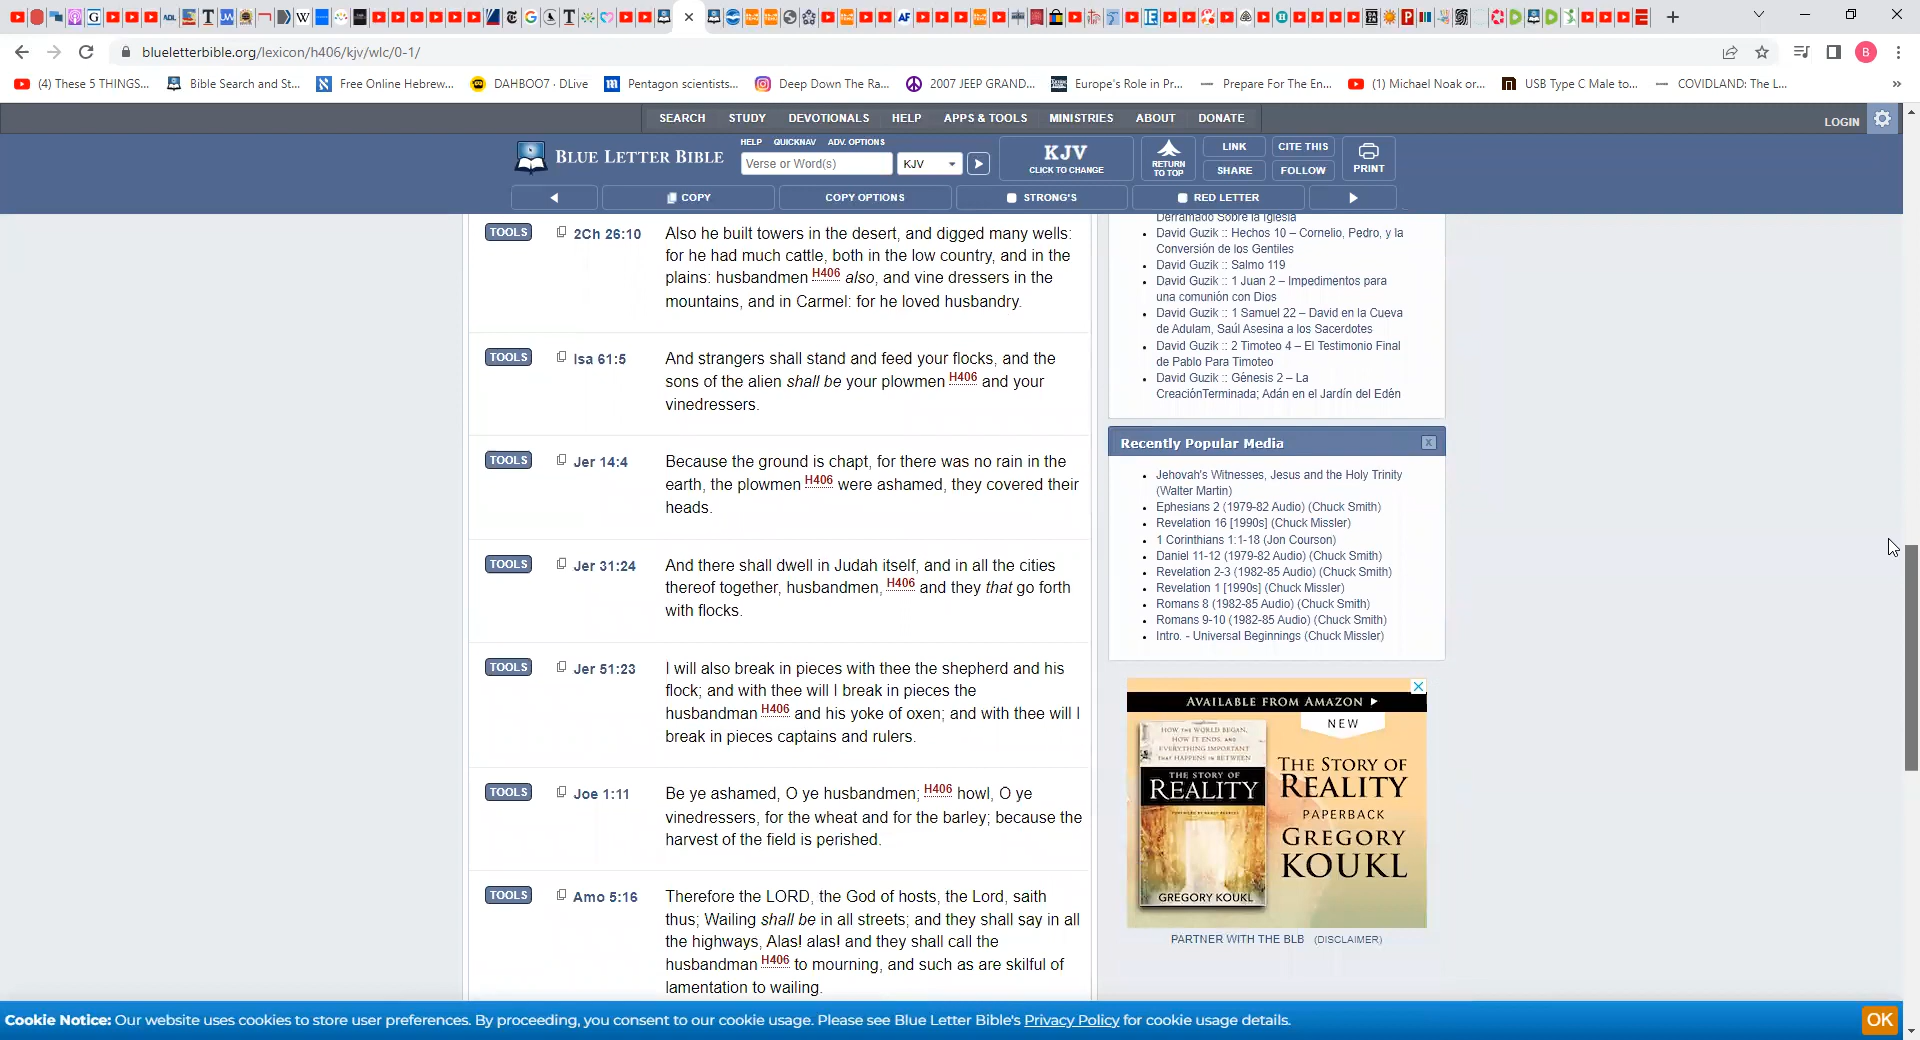 blueletterbible.org/lexicon/h406/kjv/wlc/0-1/
(4) These 5 THINGS...
Bible Search and St...
Free Online Hebrew...
DAHBOO7 · DLive
Pentagon scientists...
Deep Down The Ra...
2007 JEEP GRAND...
Europe's Role in Pr...
Prepare For The En...
(1) Michael Noak or...
USB Type C Male to...
COVIDLAND: The L...
SEARCH STUDY DEVOTIONALS HELP APPS & TOOLS MINISTRIES ABOUT DONATE
LOGIN
BLUE LETTER BIBLE
HELP QUICKNAV ADV. OPTIONS
Verse or Word(s)
KJV
KJV
CLICK TO CHANGE
RETURN
TO TOP
LINK
CITE THIS
SHARE
FOLLOW
PRINT
COPY
COPY OPTIONS
STRONG'S
RED LETTER
TOOLS
2Ch 26:10
Also he built towers in the desert, and digged many wells:
for he had much cattle, both in the low country, and in the
plains: husbandmen H406 also, and vine dressers in the
mountains, and in Carmel: for he loved husbandry.
TOOLS
Isa 61:5
And strangers shall stand and feed your flocks, and the
sons of the alien shall be your plowmen H406 and your
vinedressers.
TOOLS
Jer 14:4
Because the ground is chapt, for there was no rain in the
earth, the plowmen H406 were ashamed, they covered their
heads.
TOOLS
Jer 31:24
And there shall dwell in Judah itself, and in all the cities
thereof together, husbandmen, H406 and they that go forth
with flocks.
TOOLS
Jer 51:23
I will also break in pieces with thee the shepherd and his
flock; and with thee will I break in pieces the
husbandman H406 and his yoke of oxen; and with thee will I
break in pieces captains and rulers.
TOOLS
Joe 1:11
Be ye ashamed, O ye husbandmen; H406 howl, O ye
vinedressers, for the wheat and for the barley; because the
harvest of the field is perished.
TOOLS
Amo 5:16
Therefore the LORD, the God of hosts, the Lord, saith
thus; Wailing shall be in all streets; and they shall say in all
the highways, Alas! alas! and they shall call the
husbandman H406 to mourning, and such as are skilful of
lamentation to wailing.
Derramado Sobre la Iglesia
David Guzik :: Hechos 10 – Cornelio, Pedro, y la
Conversión de los Gentiles
David Guzik :: Salmo 119
David Guzik :: 1 Juan 2 – Impedimentos para
una comunión con Dios
David Guzik :: 1 Samuel 22 – David en la Cueva
de Adulam, Saúl Asesina a los Sacerdotes
David Guzik :: 2 Timoteo 4 – El Testimonio Final
de Pablo Para Timoteo
David Guzik :: Génesis 2 – La
CreaciónTerminada; Adán en el Jardín del Edén
Recently Popular Media
Jehovah's Witnesses, Jesus and the Holy Trinity
(Walter Martin)
Ephesians 2 (1979-82 Audio) (Chuck Smith)
Revelation 16 [1990s] (Chuck Missler)
1 Corinthians 1:1-18 (Jon Courson)
Daniel 11-12 (1979-82 Audio) (Chuck Smith)
Revelation 2-3 (1982-85 Audio) (Chuck Smith)
Revelation 1 [1990s] (Chuck Missler)
Romans 8 (1982-85 Audio) (Chuck Smith)
Romans 9-10 (1982-85 Audio) (Chuck Smith)
Intro. - Universal Beginnings (Chuck Missler)
AVAILABLE FROM AMAZON
NEW
HOW THE WORLD BEGAN,
HOW IT ENDS, AND
EVERYTHING IMPORTANT
THAT HAPPENS IN BETWEEN
THE STORY OF
REALITY
GREGORY KOUKL
THE STORY OF
REALITY
PAPERBACK
GREGORY
KOUKL
PARTNER WITH THE BLB (DISCLAIMER)
Cookie Notice: Our website uses cookies to store user preferences. By proceeding, you consent to our cookie usage. Please see Blue Letter Bible's Privacy Policy for cookie usage details.
OK